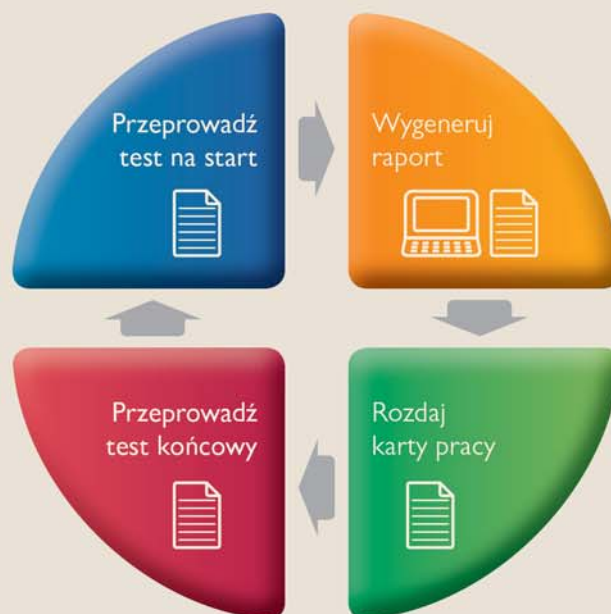 Przeprowadź
test na start
Wygeneruj
raport
Rozdaj
karty pracy
Przeprowadź
test końcowy